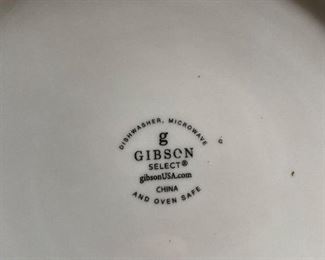 DISHWASHER, MICROWAVE
g
GIBSON
SELECT®
gibsonUSA.com
CHINA
AND OVEN SAFE